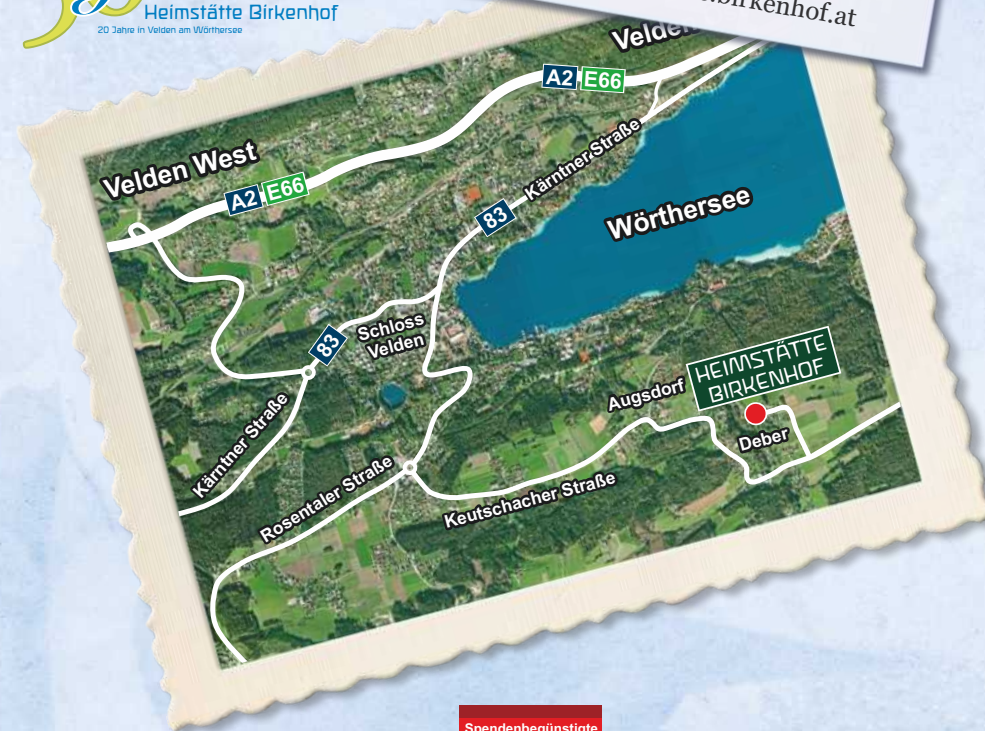 Heimstätte Birkenhof
20 Jahre in Velden am Wörthersee
.birkenhof.at
A2 E66
Velden West
A2 E66
Kärntner Straße
83
Wörthersee
83
Schloss
Velden
HEIMSTÄTTE
BIRKENHOF
Augsdorf
Deber
Kärntner Straße
Rosentaler Straße
Keutschacher Straße
Spendenbegünstigte